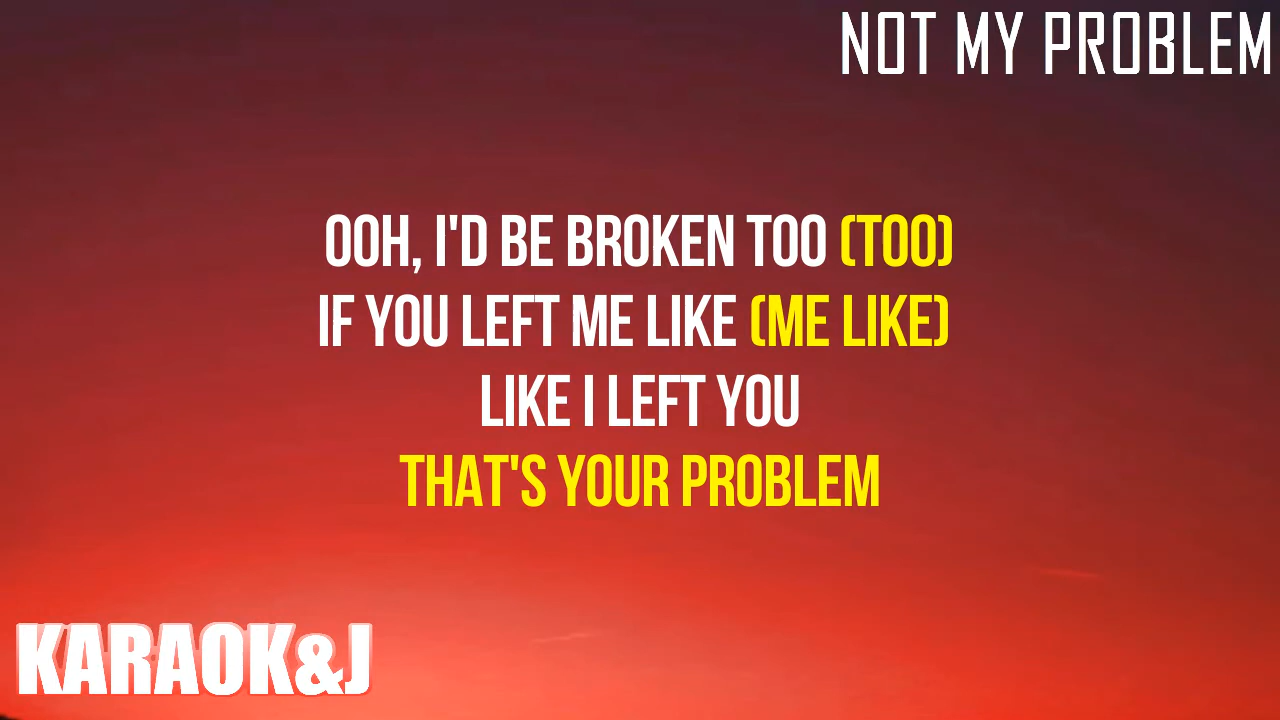 NOT MY PROBLEM
OOH, I'D BE BROKEN TOO (TOO)
IF YOU LEFT ME LIKE (ME LIKE)
LIKE I LEFT YOU
THAT'S YOUR PROBLEM
KARAOK&J